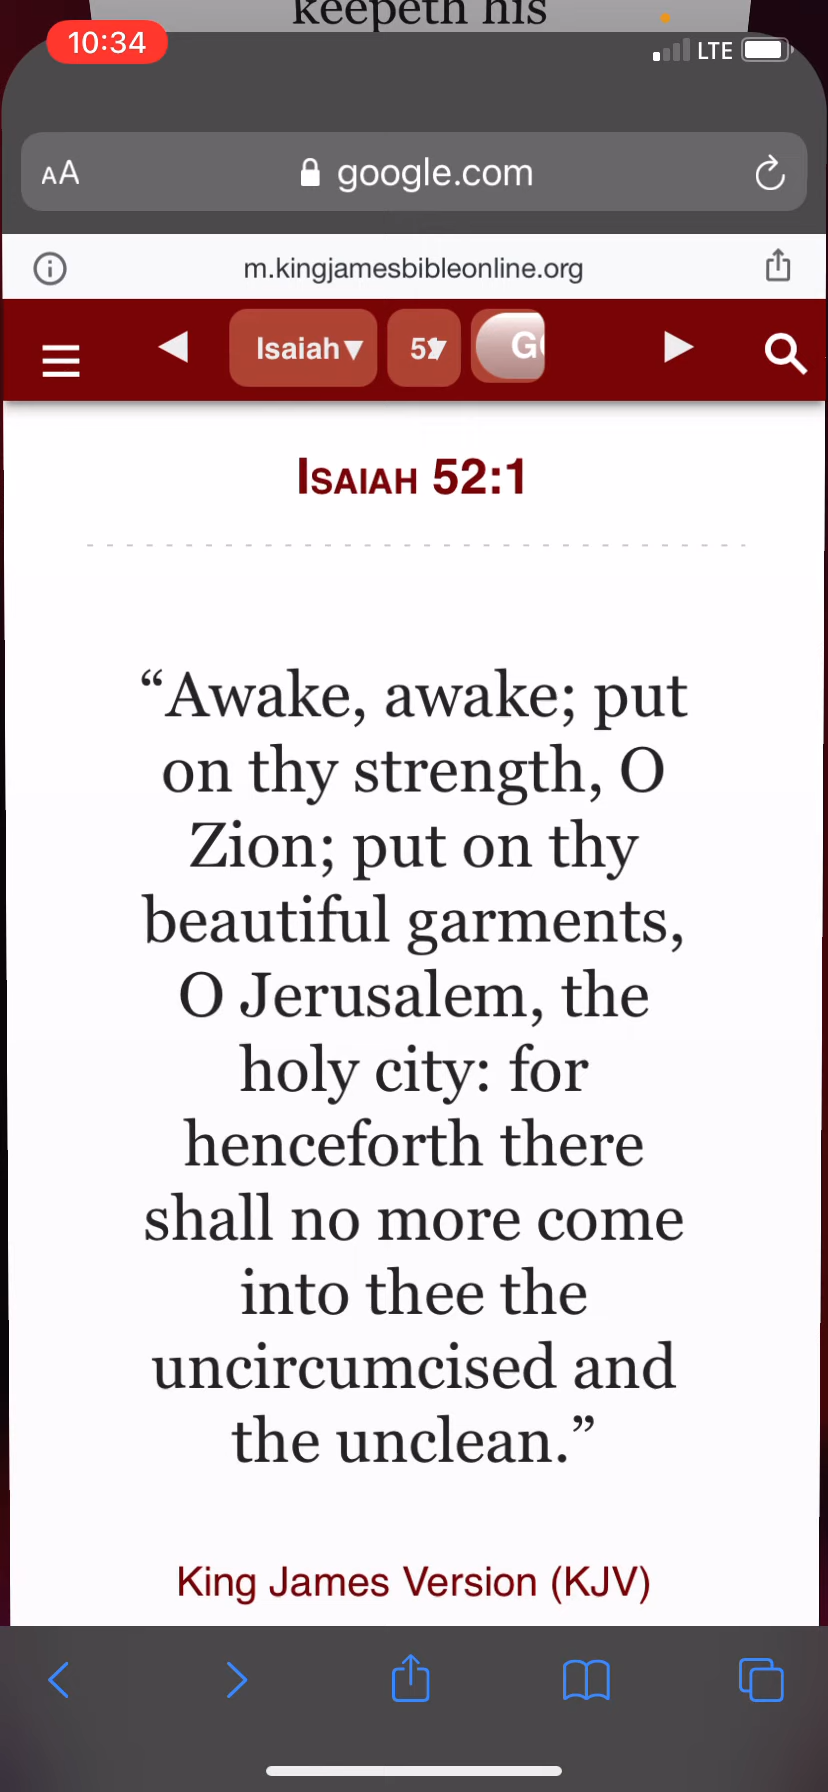 keepeth his
10:34
LTE
AA google.com
m.kingjamesbibleonline.org
Isaiah▼ G
ISAIAH 52:1
“Awake, awake; put
on thy strength, O
Zion; put on thy
beautiful garments,
O Jerusalem, the
holy city: for
henceforth there
shall no more come
into thee the
uncircumcised and
the unclean.”
King James Version (KJV)